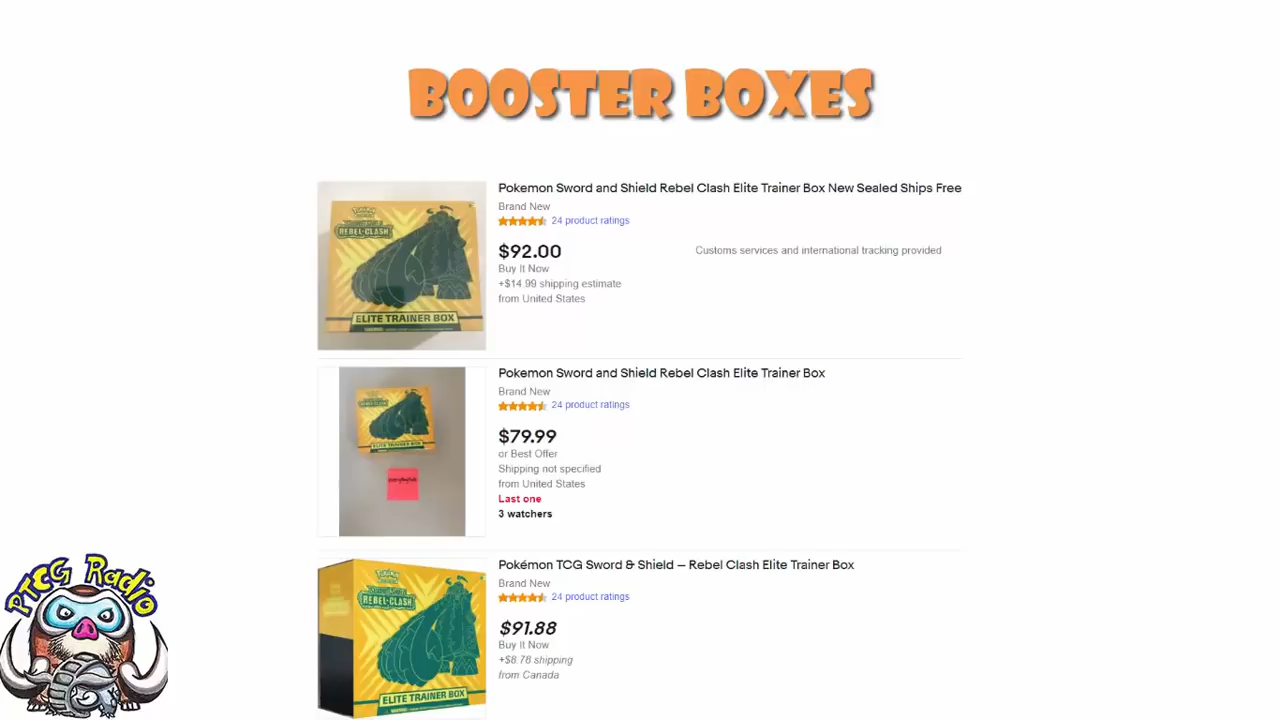 BOOSTER BOXES
Pokemon Sword and Shield Rebel Clash Elite Trainer Box New Sealed Ships Free
Brand New
24 product ratings
$92.00
Customs services and international tracking provided
Buy It Now
+$14.99 shipping estimate
from United States
REBEL CLASH
ELITE TRAINER BOX
Pokemon Sword and Shield Rebel Clash Elite Trainer Box
Brand New
24 product ratings
$79.99
or Best Offer
Shipping not specified
from United States
Last one
3 watchers
ELITE TRAINER BOX
Pokémon TCG Sword & Shield – Rebel Clash Elite Trainer Box
Brand New
24 product ratings
$91.88
Buy It Now
+$8.78 shipping
from Canada
Pokémon
REBEL CLASH
ELITE TRAINER BOX
PTCG Radio